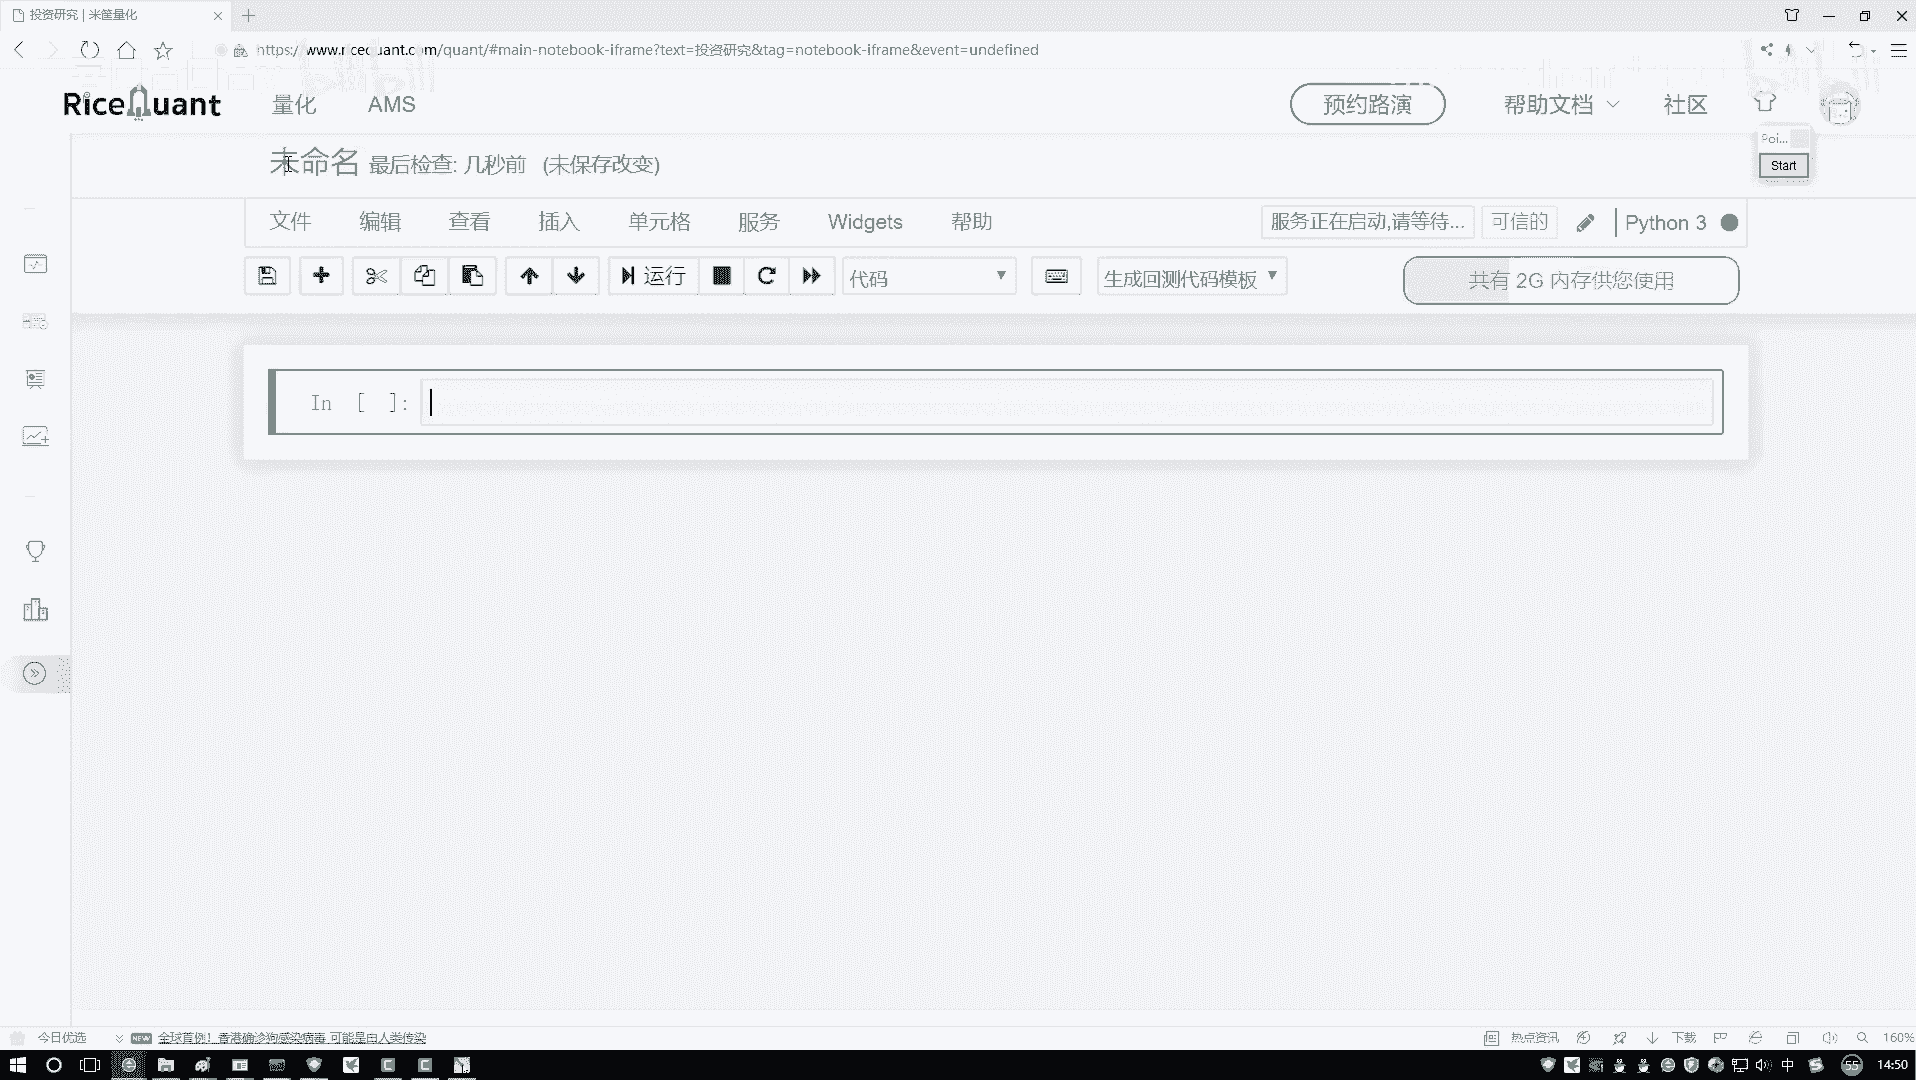 投资研究 | 米筐量化
https://www.ricequant.com/quant/#main-notebook-iframe?text=投资研究&tag=notebook-iframe&event=undefined
RiceQuant 量化 AMS 预约路演 帮助文档 社区
Poi...
Start
未命名 最后检查: 几秒前 (未保存改变)
文件 编辑 查看 插入 单元格 服务 Widgets 帮助 服务正在启动,请等待... 可信的 Python 3
运行 代码 生成回测代码模板 共有 2G 内存供您使用
In [ ]:
今日优选 NEW 全球首例！香港确诊狗感染病毒 可能是由人类传染 热点资讯 下载 160%
中 55 14:50